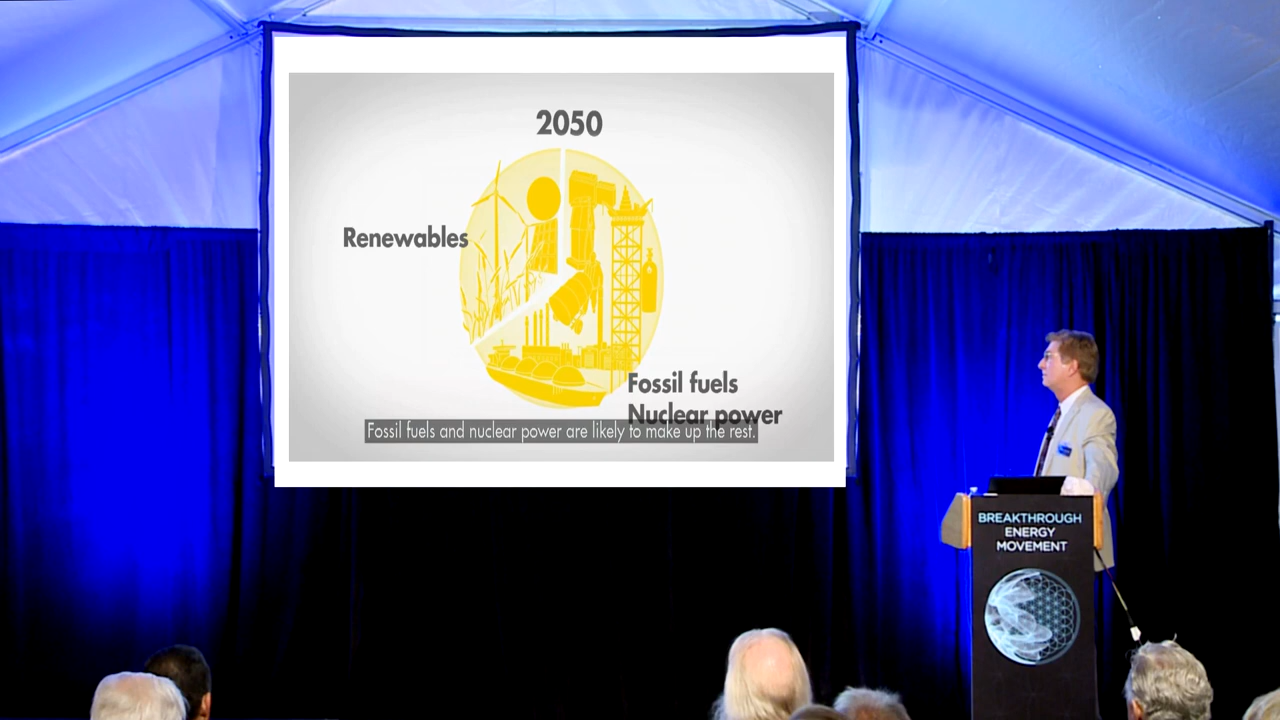 2050
Renewables
Fossil fuels
Nuclear power
Fossil fuels and nuclear power are likely to make up the rest.
BREAKTHROUGH
ENERGY
MOVEMENT